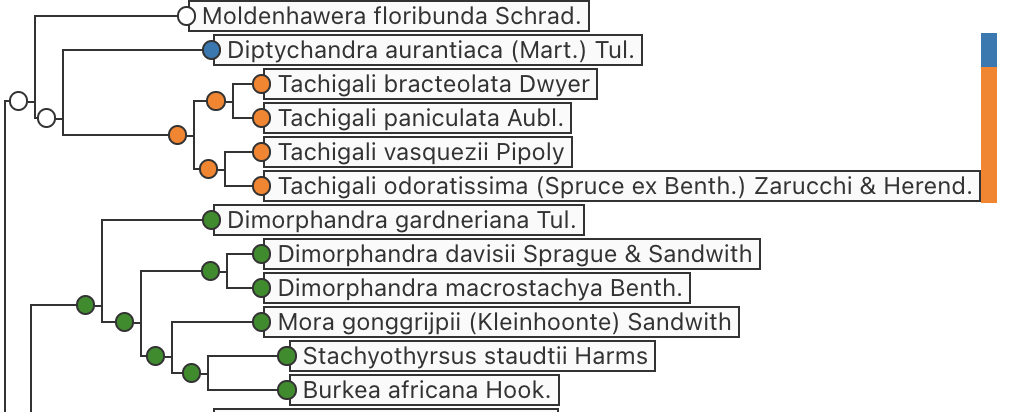 Moldenhawera floribunda Schrad.
Diptychandra aurantiaca (Mart.) Tul.
Tachigali bracteolata Dwyer
Tachigali paniculata Aubl.
Tachigali vasquezii Pipoly
Tachigali odoratissima (Spruce ex Benth.) Zarucchi & Herend.
Dimorphandra gardneriana Tul.
Dimorphandra davisii Sprague & Sandwith
Dimorphandra macrostachya Benth.
Mora gonggrijpii (Kleinhoonte) Sandwith
Stachyothyrsus staudtii Harms
Burkea africana Hook.